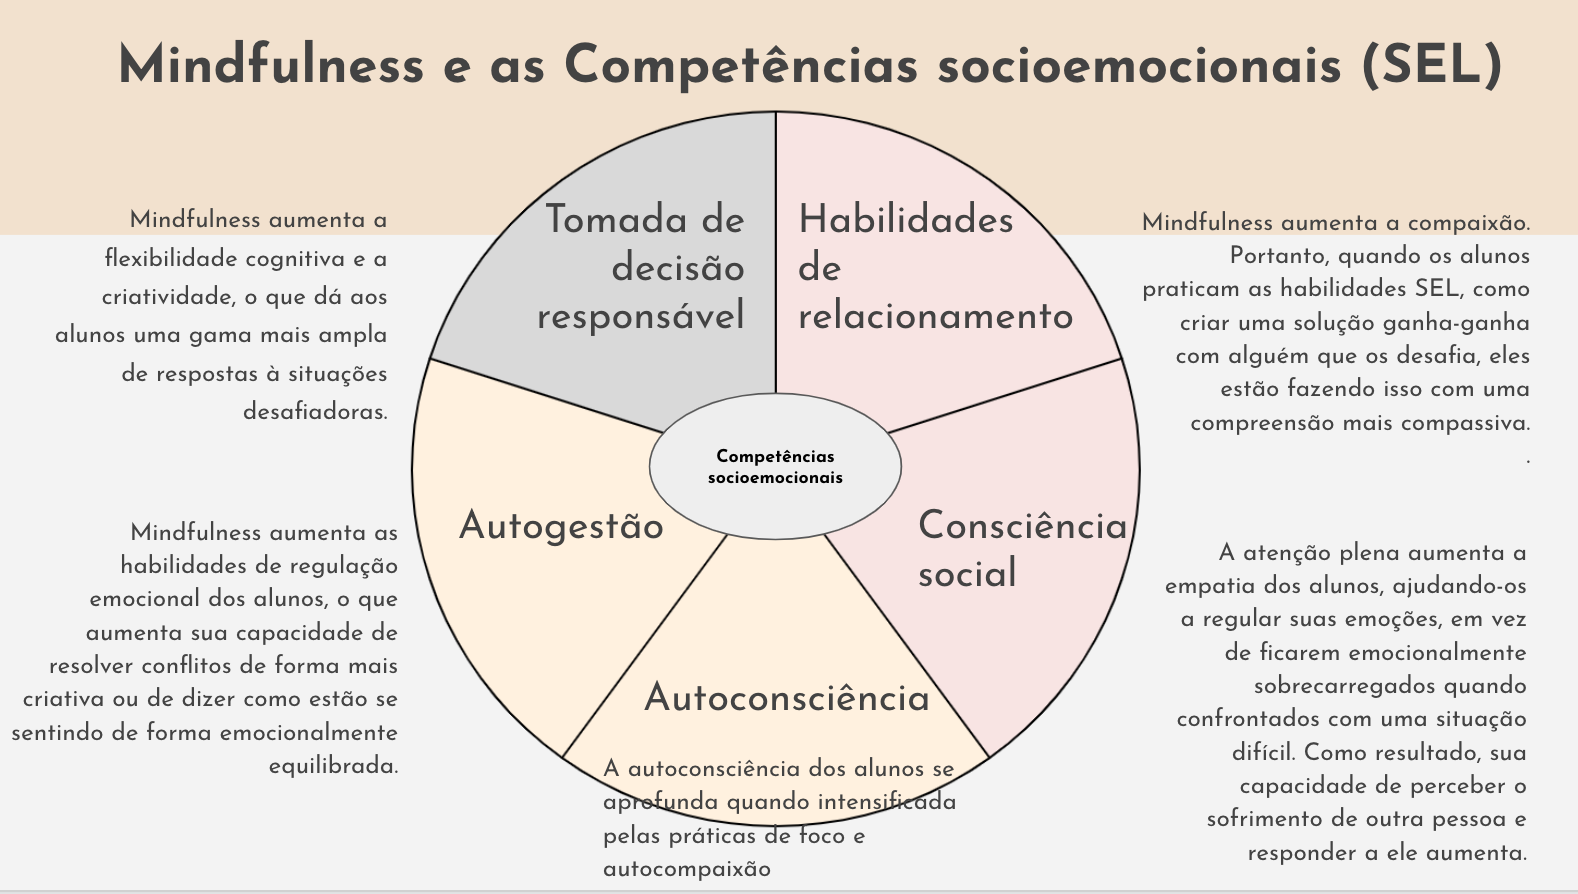 Mindfulness e as Competências socioemocionais (SEL)
Mindfulness aumenta a
flexibilidade cognitiva e a
criatividade, o que dá aos
alunos uma gama mais ampla
de respostas à situações
desafiadoras.
Tomada de
decisão
responsável
Habilidades
de
relacionamento
Mindfulness aumenta a compaixão.
Portanto, quando os alunos
praticam as habilidades SEL, como
criar uma solução ganha-ganha
com alguém que os desafia, eles
estão fazendo isso com uma
compreensão mais compassiva.
.
Competências
socioemocionais
Mindfulness aumenta as
habilidades de regulação
emocional dos alunos, o que
aumenta sua capacidade de
resolver conflitos de forma mais
criativa ou de dizer como estão se
sentindo de forma emocionalmente
equilibrada.
Autogestão
Consciência
social
A atenção plena aumenta a
empatia dos alunos, ajudando-os
a regular suas emoções, em vez
de ficarem emocionalmente
sobrecarregados quando
confrontados com uma situação
difícil. Como resultado, sua
capacidade de perceber o
sofrimento de outra pessoa e
responder a ele aumenta.
Autoconsciência
A autoconsciência dos alunos se
aprofunda quando intensificada
pelas práticas de foco e
autocompaixão